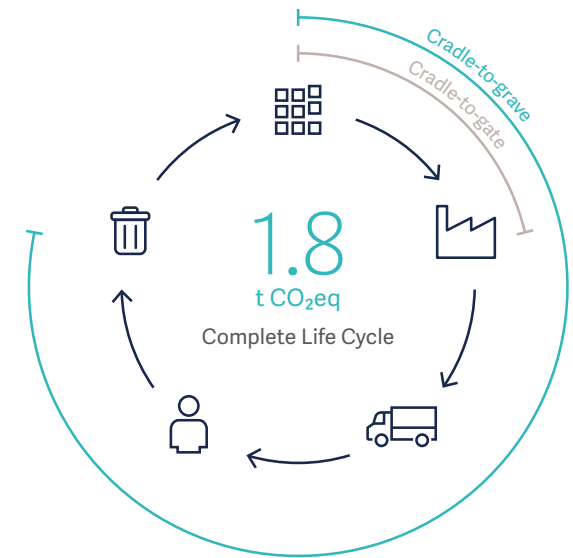 Cradle-to-grave
Cradle-to-gate
1.8
t CO₂eq
Complete Life Cycle